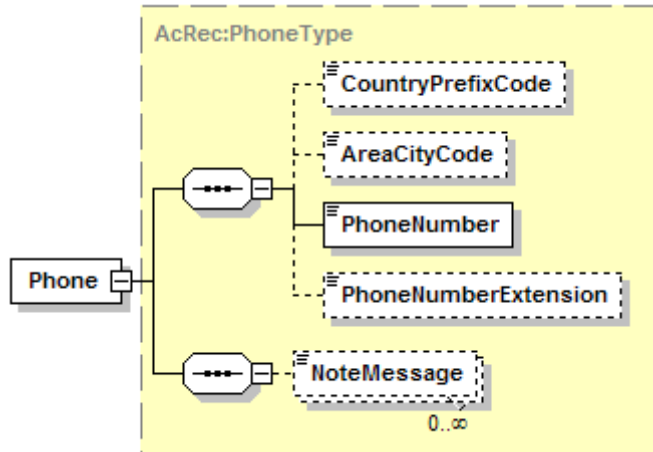 AcRec:PhoneType
CountryPrefixCode
AreaCityCode
PhoneNumber
Phone
PhoneNumberExtension
NoteMessage
0..∞